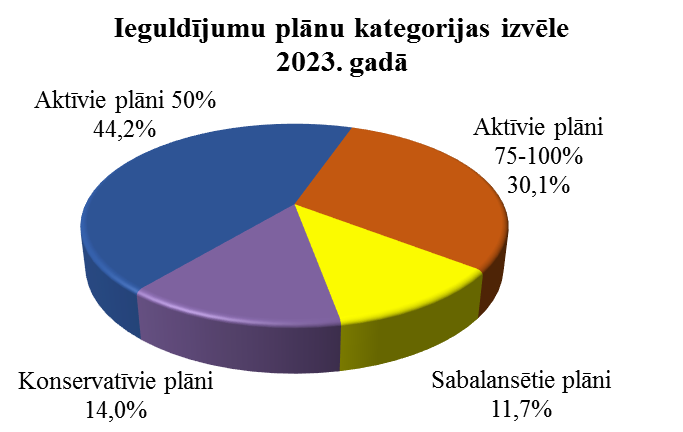 Ieguldījumu plānu kategorijas izvēle
2023. gadā
Aktīvie plāni 50%
44,2%
Aktīvie plāni
75-100%
30,1%
Konservatīvie plāni
14,0%
Sabalansētie plāni
11,7%